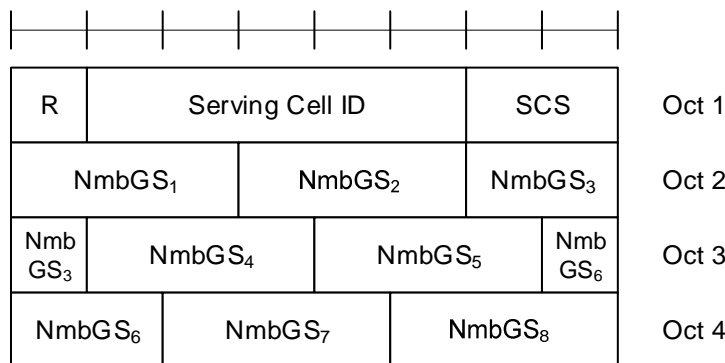 R Serving Cell ID SCS Oct 1
NmbGS₁ NmbGS₂ NmbGS₃ Oct 2
Nmb GS₃ NmbGS₄ NmbGS₅ Nmb GS₆ Oct 3
NmbGS₆ NmbGS₇ NmbGS₈ Oct 4